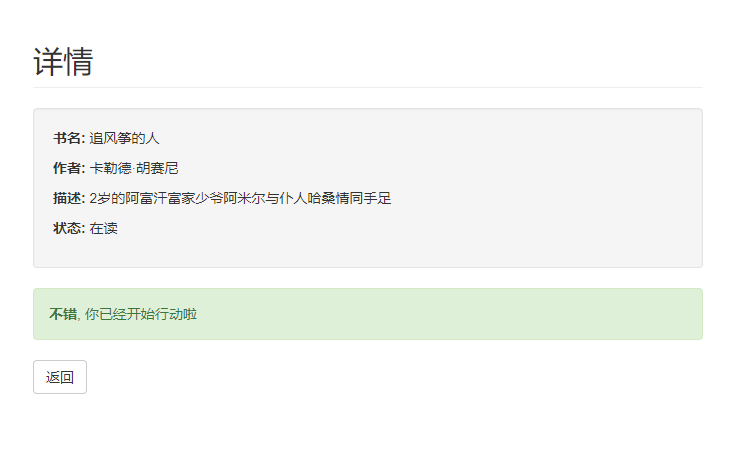 详情
书名: 追风筝的人
作者: 卡勒德·胡赛尼
描述: 2岁的阿富汗富家少爷阿米尔与仆人哈桑情同手足
状态: 在读
不错, 你已经开始行动啦
返回